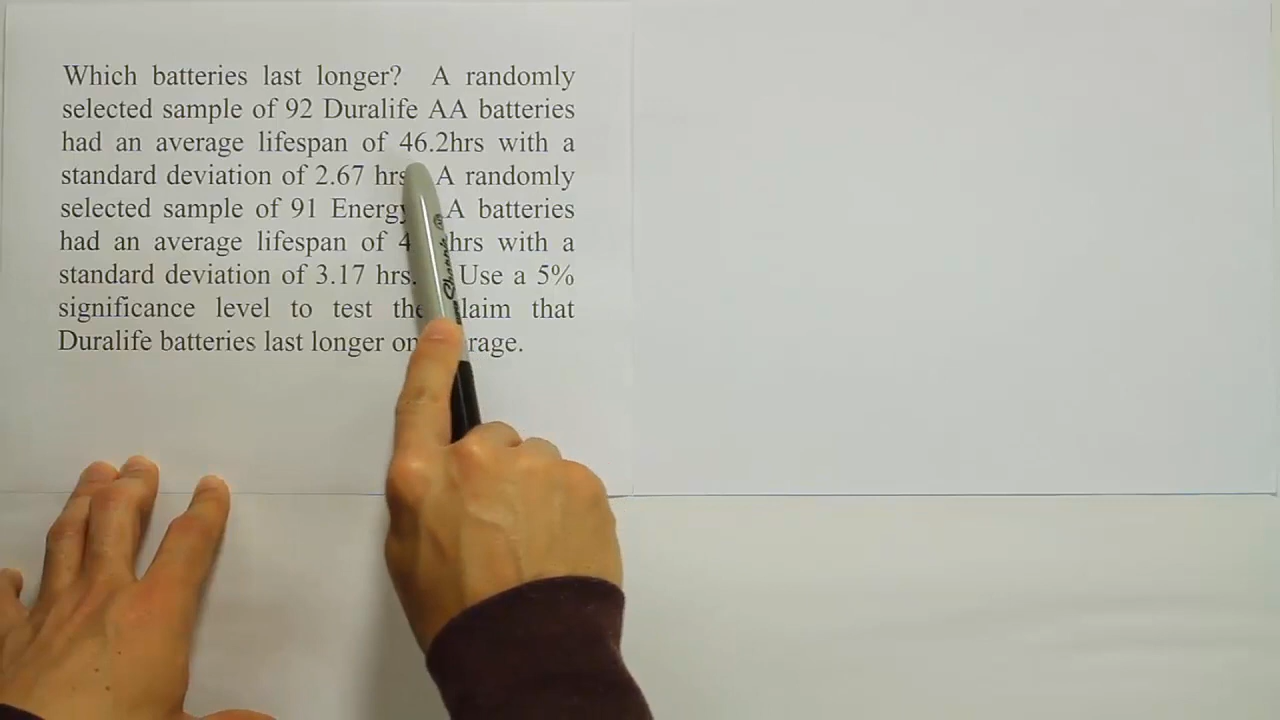 Which batteries last longer? A randomly
selected sample of 92 Duralife AA batteries
had an average lifespan of 46.2hrs with a
standard deviation of 2.67 hrs A randomly
selected sample of 91 Energy A batteries
had an average lifespan of 4 hrs with a
standard deviation of 3.17 hrs. Use a 5%
significance level to test the laim that
Duralife batteries last longer on rage.
Sharpie